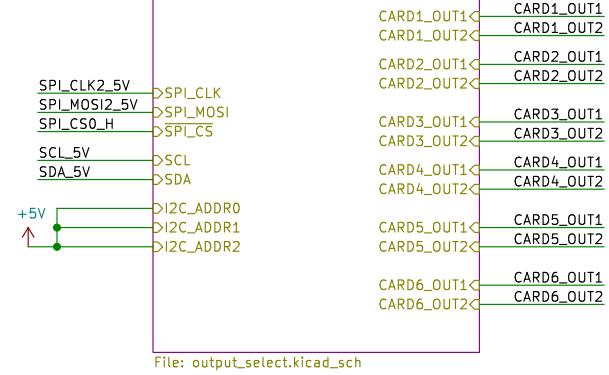 CARD1_OUT1 CARD1_OUT1
CARD1_OUT2 CARD1_OUT2
CARD2_OUT1 CARD2_OUT1
CARD2_OUT2 CARD2_OUT2
SPI_CLK2_5V SPI_CLK
SPI_MOSI2_5V SPI_MOSI
SPI_CS0_H SPI_CS
CARD3_OUT1 CARD3_OUT1
CARD3_OUT2 CARD3_OUT2
SCL_5V SCL
SDA_5V SDA
CARD4_OUT1 CARD4_OUT1
CARD4_OUT2 CARD4_OUT2
+5V
I2C_ADDR0
I2C_ADDR1
I2C_ADDR2
CARD5_OUT1 CARD5_OUT1
CARD5_OUT2 CARD5_OUT2
CARD6_OUT1 CARD6_OUT1
CARD6_OUT2 CARD6_OUT2
File: output_select.kicad_sch